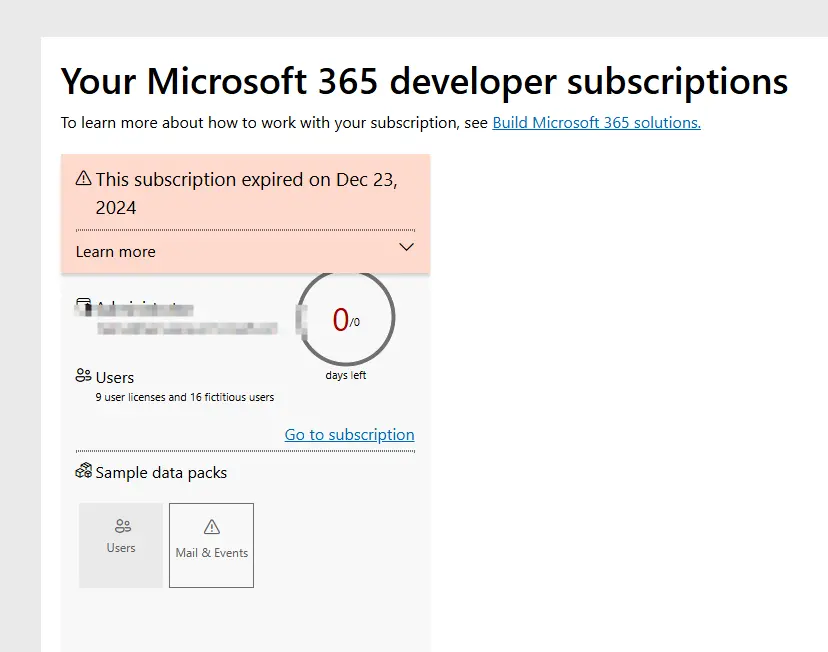 Your Microsoft 365 developer subscriptions
To learn more about how to work with your subscription, see Build Microsoft 365 solutions.
This subscription expired on Dec 23,
2024
Learn more
0/0
days left
Users
9 user licenses and 16 fictitious users
Go to subscription
Sample data packs
Users
Mail & Events